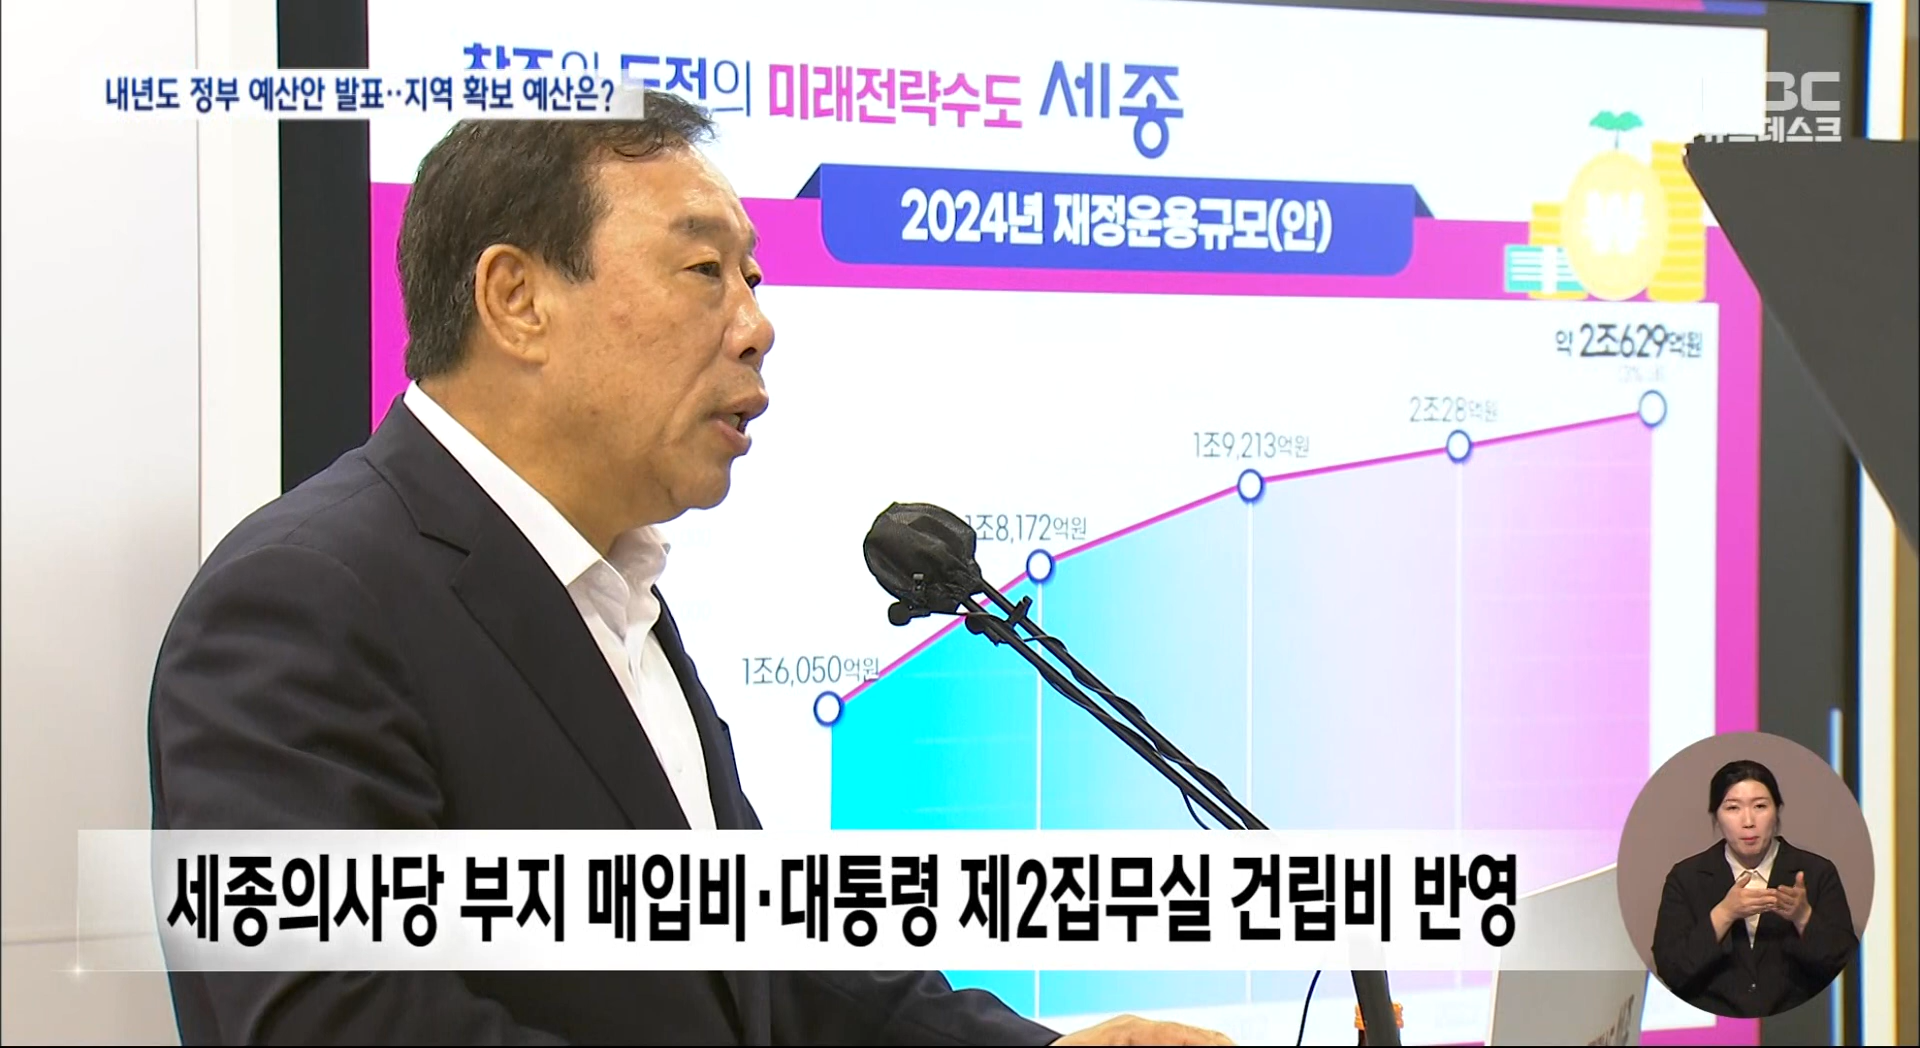 내년도 정부 예산안 발표··지역 확보 예산은?
미래전략수도 세종
2024년 재정운용규모(안)
약 2조629억원
2조28억원
1조9,213억원
1조8,172억원
1조6,050억원
세종의사당 부지 매입비·대통령 제2집무실 건립비 반영